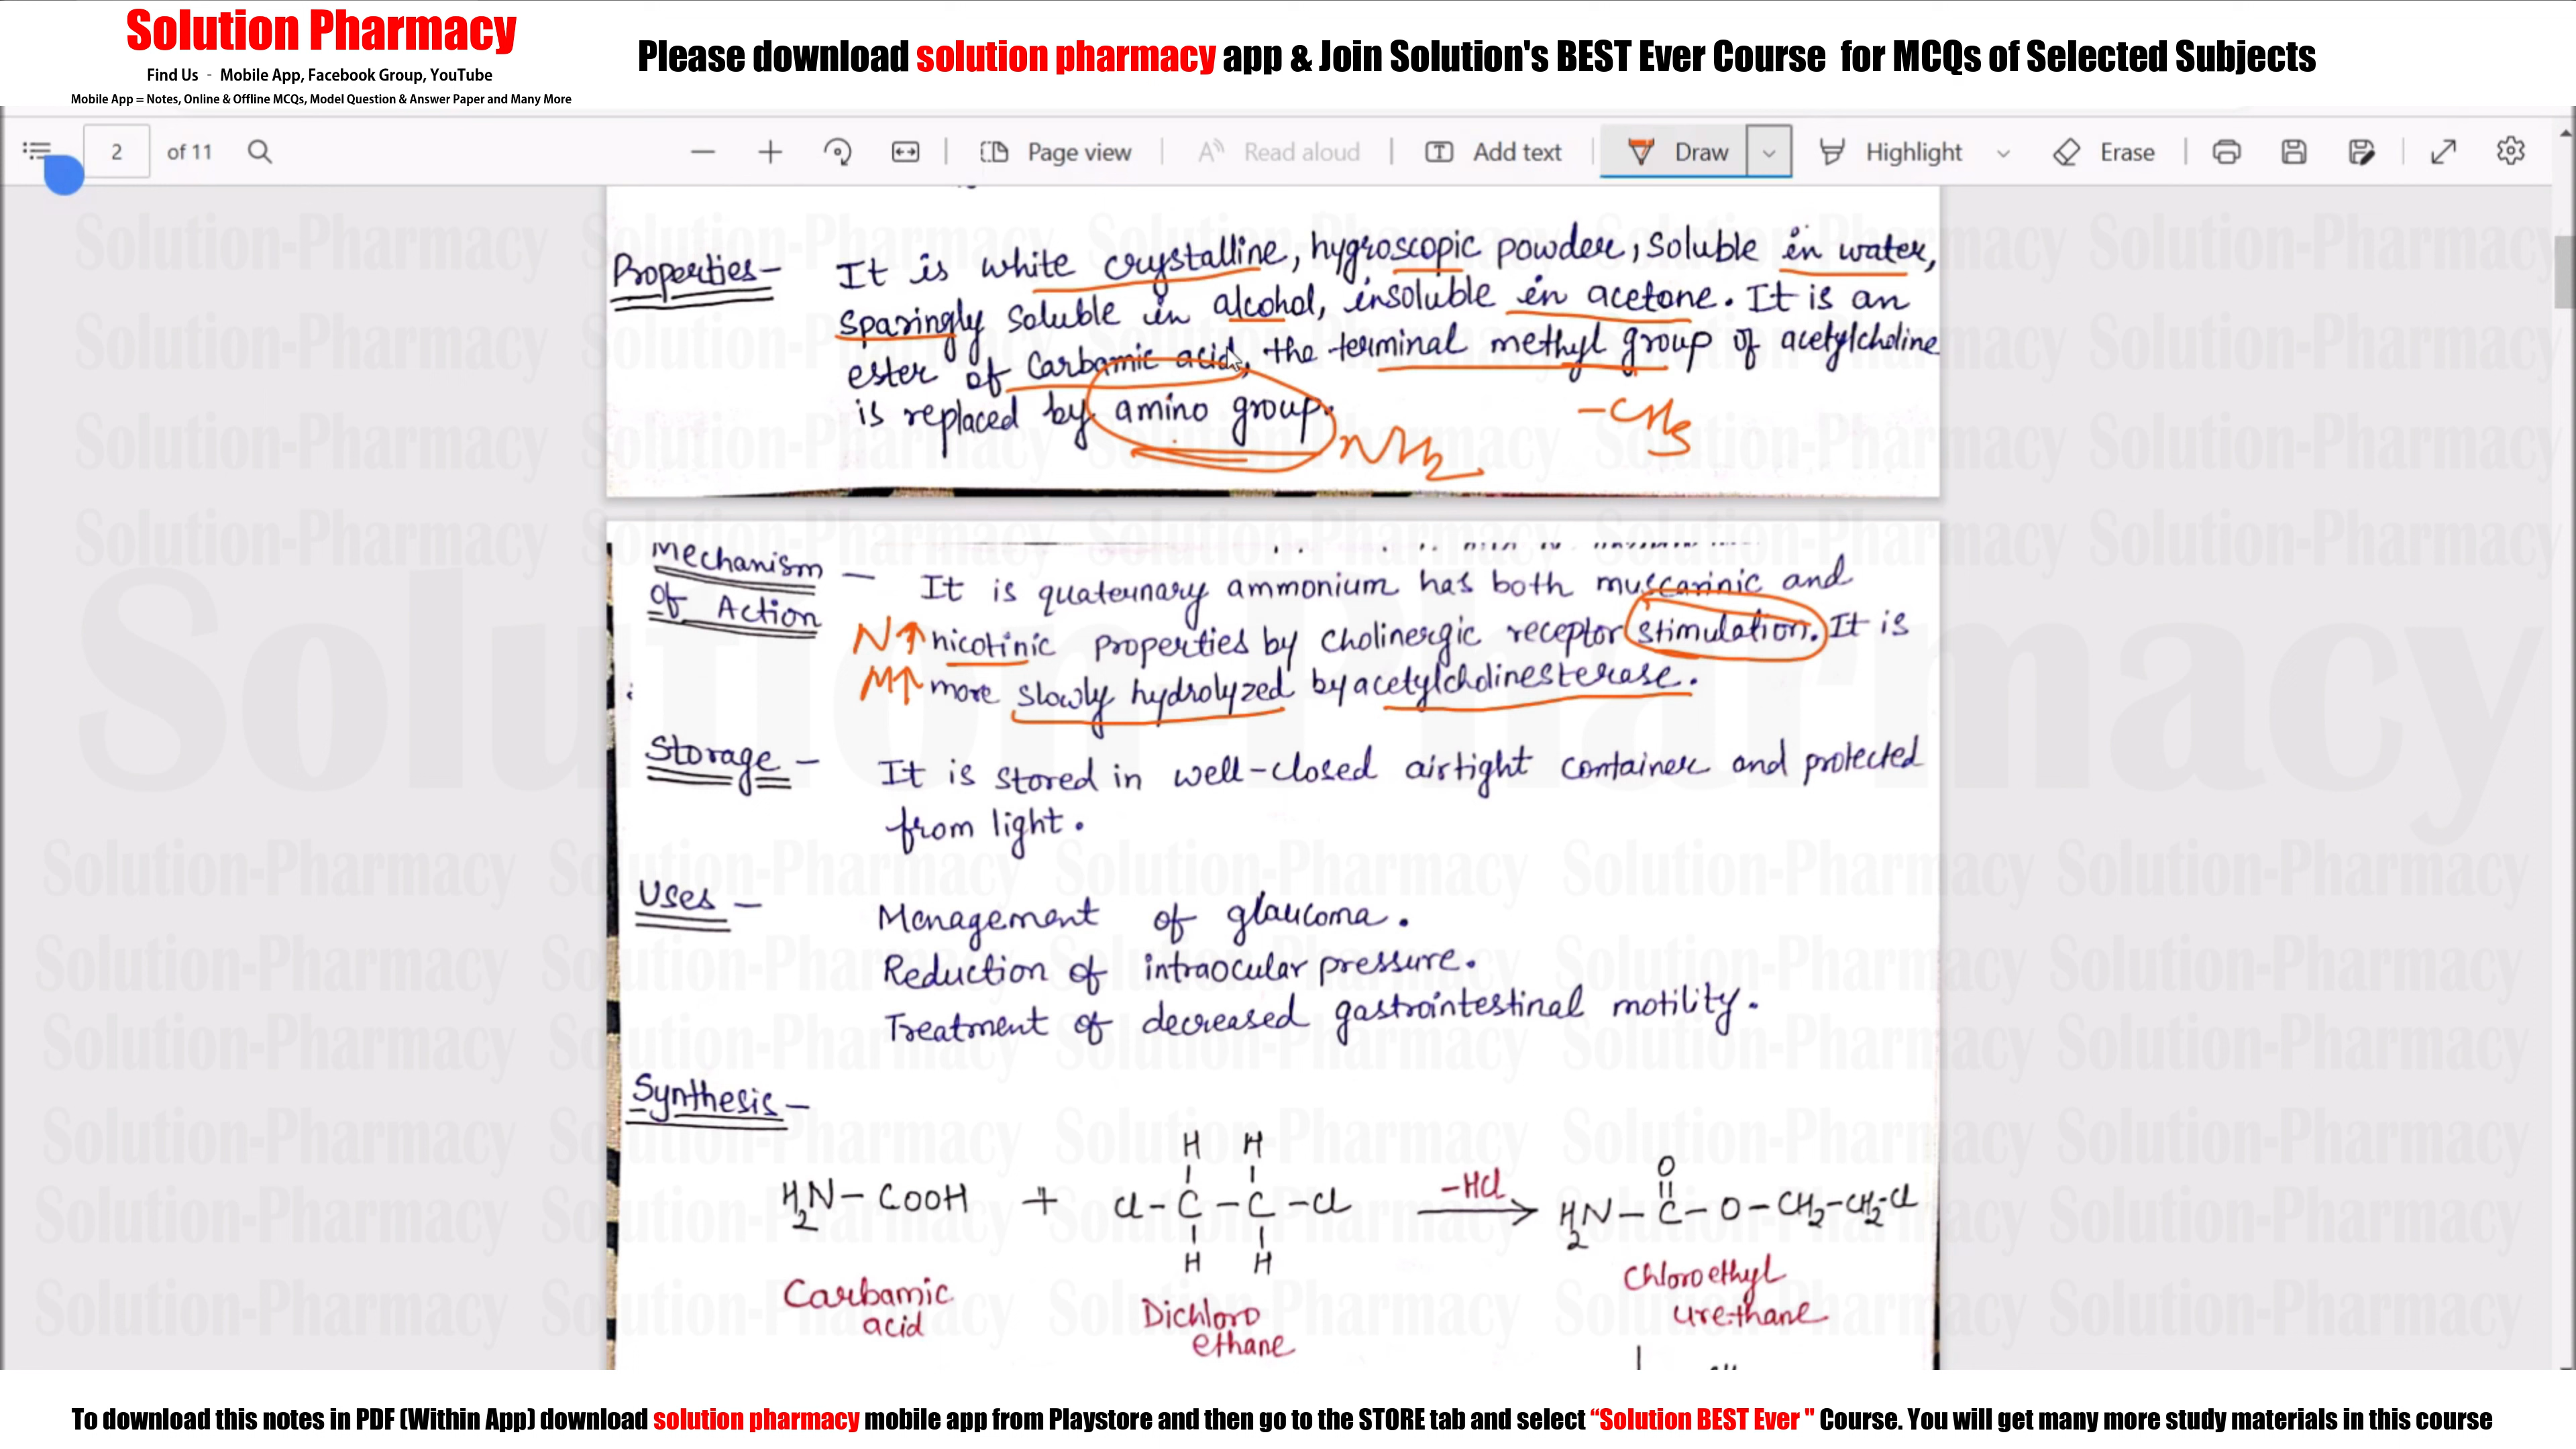 Solution Pharmacy
Find Us - Mobile App, Facebook Group, YouTube
Mobile App = Notes, Online & Offline MCQs, Model Question & Answer Paper and Many More
Please download solution pharmacy app & Join Solution's BEST Ever Course for MCQs of Selected Subjects
2 of 11 Page view Read aloud Add text Draw Highlight Erase
Properties- It is white crystalline, hygroscopic powder, soluble in water,
sparingly soluble in alcohol, insoluble in acetone. It is an
ester of Carbamic acid, the terminal methyl group of acetylcholine
is replaced by amino group.
NH2
-CH3
Mechanism of Action - It is quaternary ammonium has both muscarinic and
N↑ nicotinic properties by cholinergic receptor stimulation. It is
M↑ more slowly hydrolyzed by acetylcholinesterase.
Storage - It is stored in well-closed airtight container and protected
from light.
Uses - Management of glaucoma.
Reduction of intraocular pressure.
Treatment of decreased gastrointestinal motility.
Synthesis -
H H
O
H2N-COOH + Cl-C-C-Cl -HCl H2N-C-O-CH2-CH2-Cl
H H
Carbamic acid
Dichloro ethane
Chloroethyl urethane
To download this notes in PDF (Within App) download solution pharmacy mobile app from Playstore and then go to the STORE tab and select “Solution BEST Ever " Course. You will get many more study materials in this course
Solution-Pharmacy
Solution Pharmacy